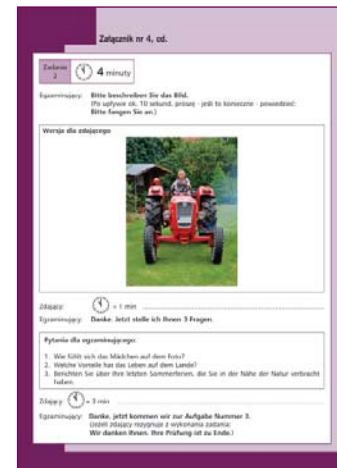 Załącznik nr 4, cd.
Zadanie
2
4 minuty
Egzaminujący: Bitte beschreiben Sie das Bild.
(Po upływie ok. 10 sekund, proszę - jeśli to konieczne - powiedzieć:
Bitte fangen Sie an.)
Wersja dla zdającego
Zdający: = 1 min
Egzaminujący: Danke. Jetzt stelle ich Ihnen 3 Fragen.
Pytania dla egzaminującego:
1. Wie fühlt sich das Mädchen auf dem Foto?
2. Welche Vorteile hat das Leben auf dem Lande?
3. Berichten Sie über Ihre letzten Sommerferien, die Sie in der Nähe der Natur verbracht
haben.
Zdający: = 3 min
Egzaminujący: Danke, jetzt kommen wir zur Aufgabe Nummer 3.
(Jeżeli zdający rezygnuje z wykonania zadania:
Wir danken Ihnen. Ihre Prüfung ist zu Ende.)